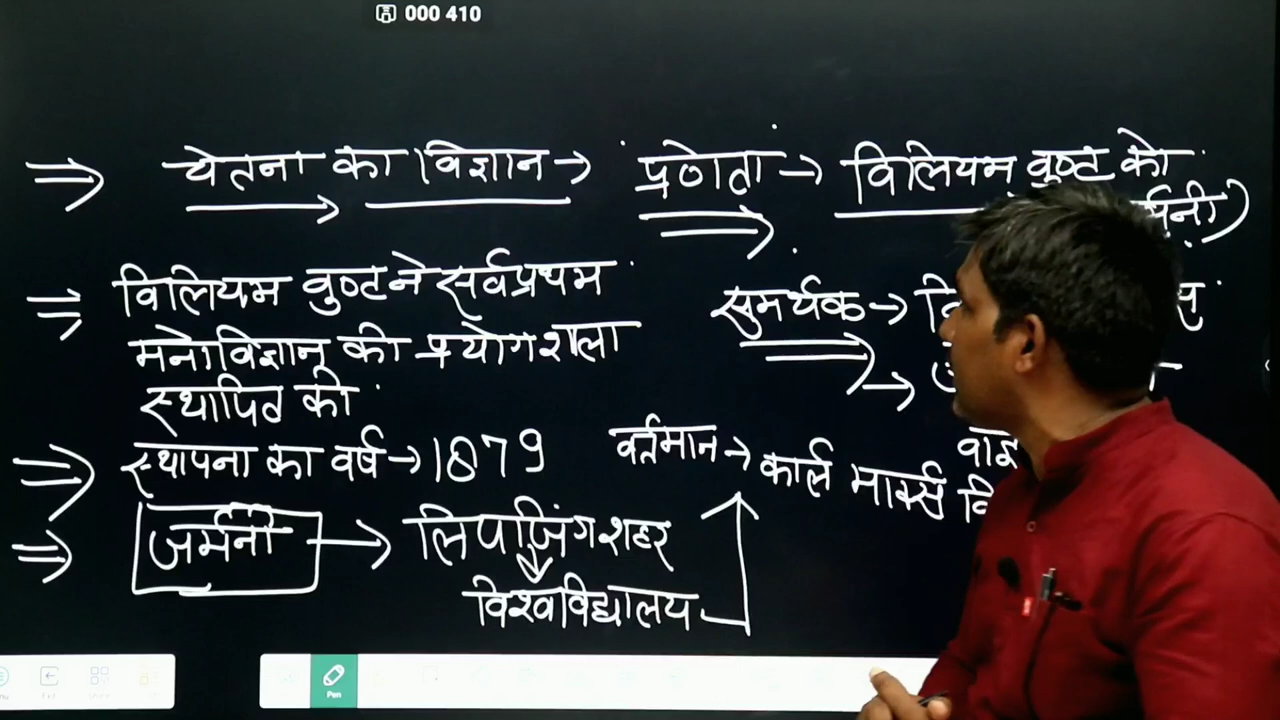 000 410
⇒ चेतना का विज्ञान → प्रणेता → विलियम वुण्ट को
⇒ विलियम वुण्ट ने सर्वप्रथम
मनोविज्ञान की प्रयोगशाला
स्थापित की
समर्थक →
⇒ स्थापना का वर्ष → 1879
वर्तमान → कार्ल मार्क्स
⇒ जर्मनी → लिपजिंग शहर
विश्वविद्यालय
Pen